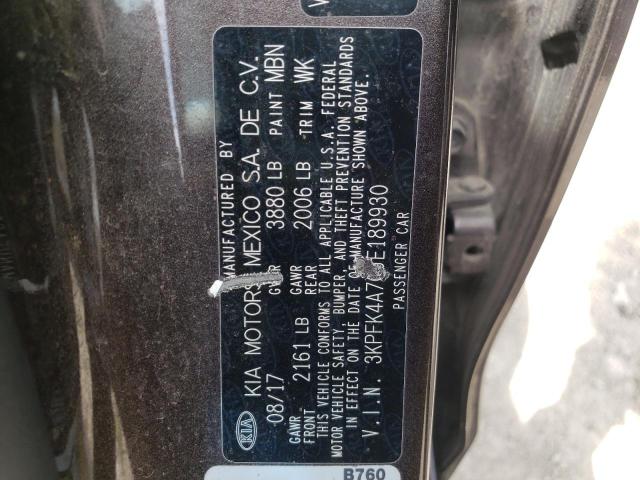 MANUFACTURED BY
KIA KIA MOTORS MEXICO S.A. DE C.V.
08/17 GVWR 3880 LB PAINT MBN
GAWR FRONT 2161 LB GAWR REAR 2006 LB TRIM WK
THIS VEHICLE CONFORMS TO ALL APPLICABLE U.S.A. FEDERAL
MOTOR VEHICLE SAFETY, BUMPER, AND THEFT PREVENTION STANDARDS
IN EFFECT ON THE DATE OF MANUFACTURE SHOWN ABOVE.
V.I.N. E189930
PASSENGER CAR
B760